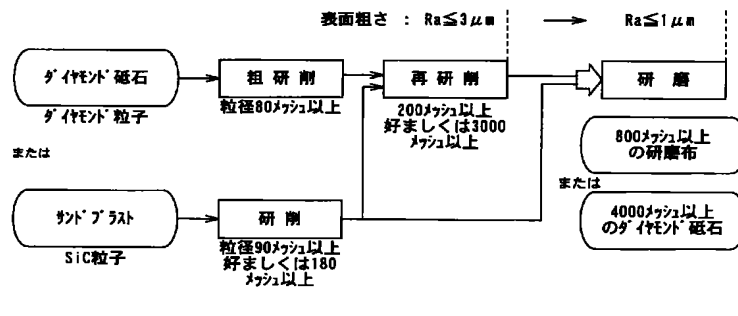 表面粗さ : Ra≦3μm → Ra≦1μm
ダイヤモンド砥石
ダイヤモンド粒子
粗研削
粒径80メッシュ以上
再研削
200メッシュ以上
好ましくは3000
メッシュ以上
研磨
または
800メッシュ以上
の研磨布
または
4000メッシュ以上
のダイヤモンド砥石
サンドブラスト
SiC粒子
研削
粒径90メッシュ以上
好ましくは180
メッシュ以上